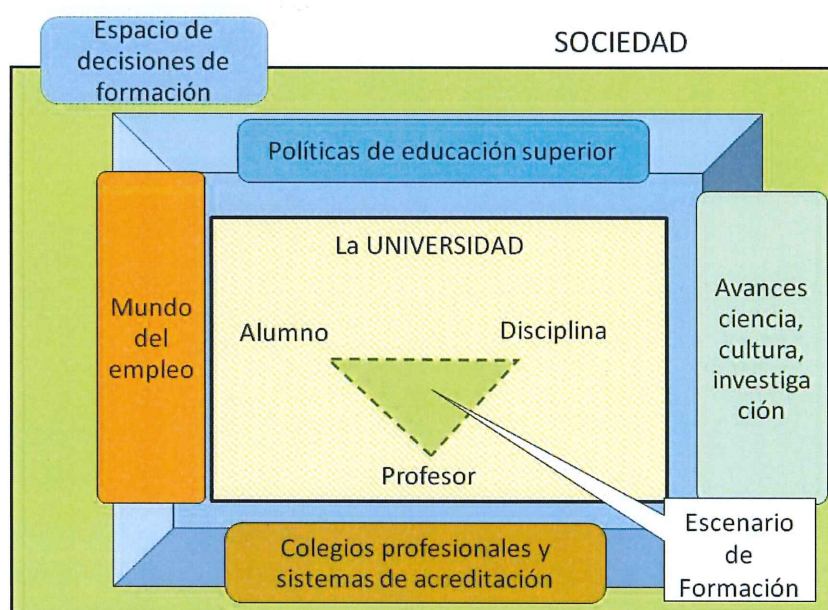 Espacio de
decisiones de
formación
SOCIEDAD
Políticas de educación superior
La UNIVERSIDAD
Mundo
del
empleo
Alumno
Disciplina
Profesor
Avances
ciencia,
cultura,
investiga
ción
Colegios profesionales y
sistemas de acreditación
Escenario
de
Formación